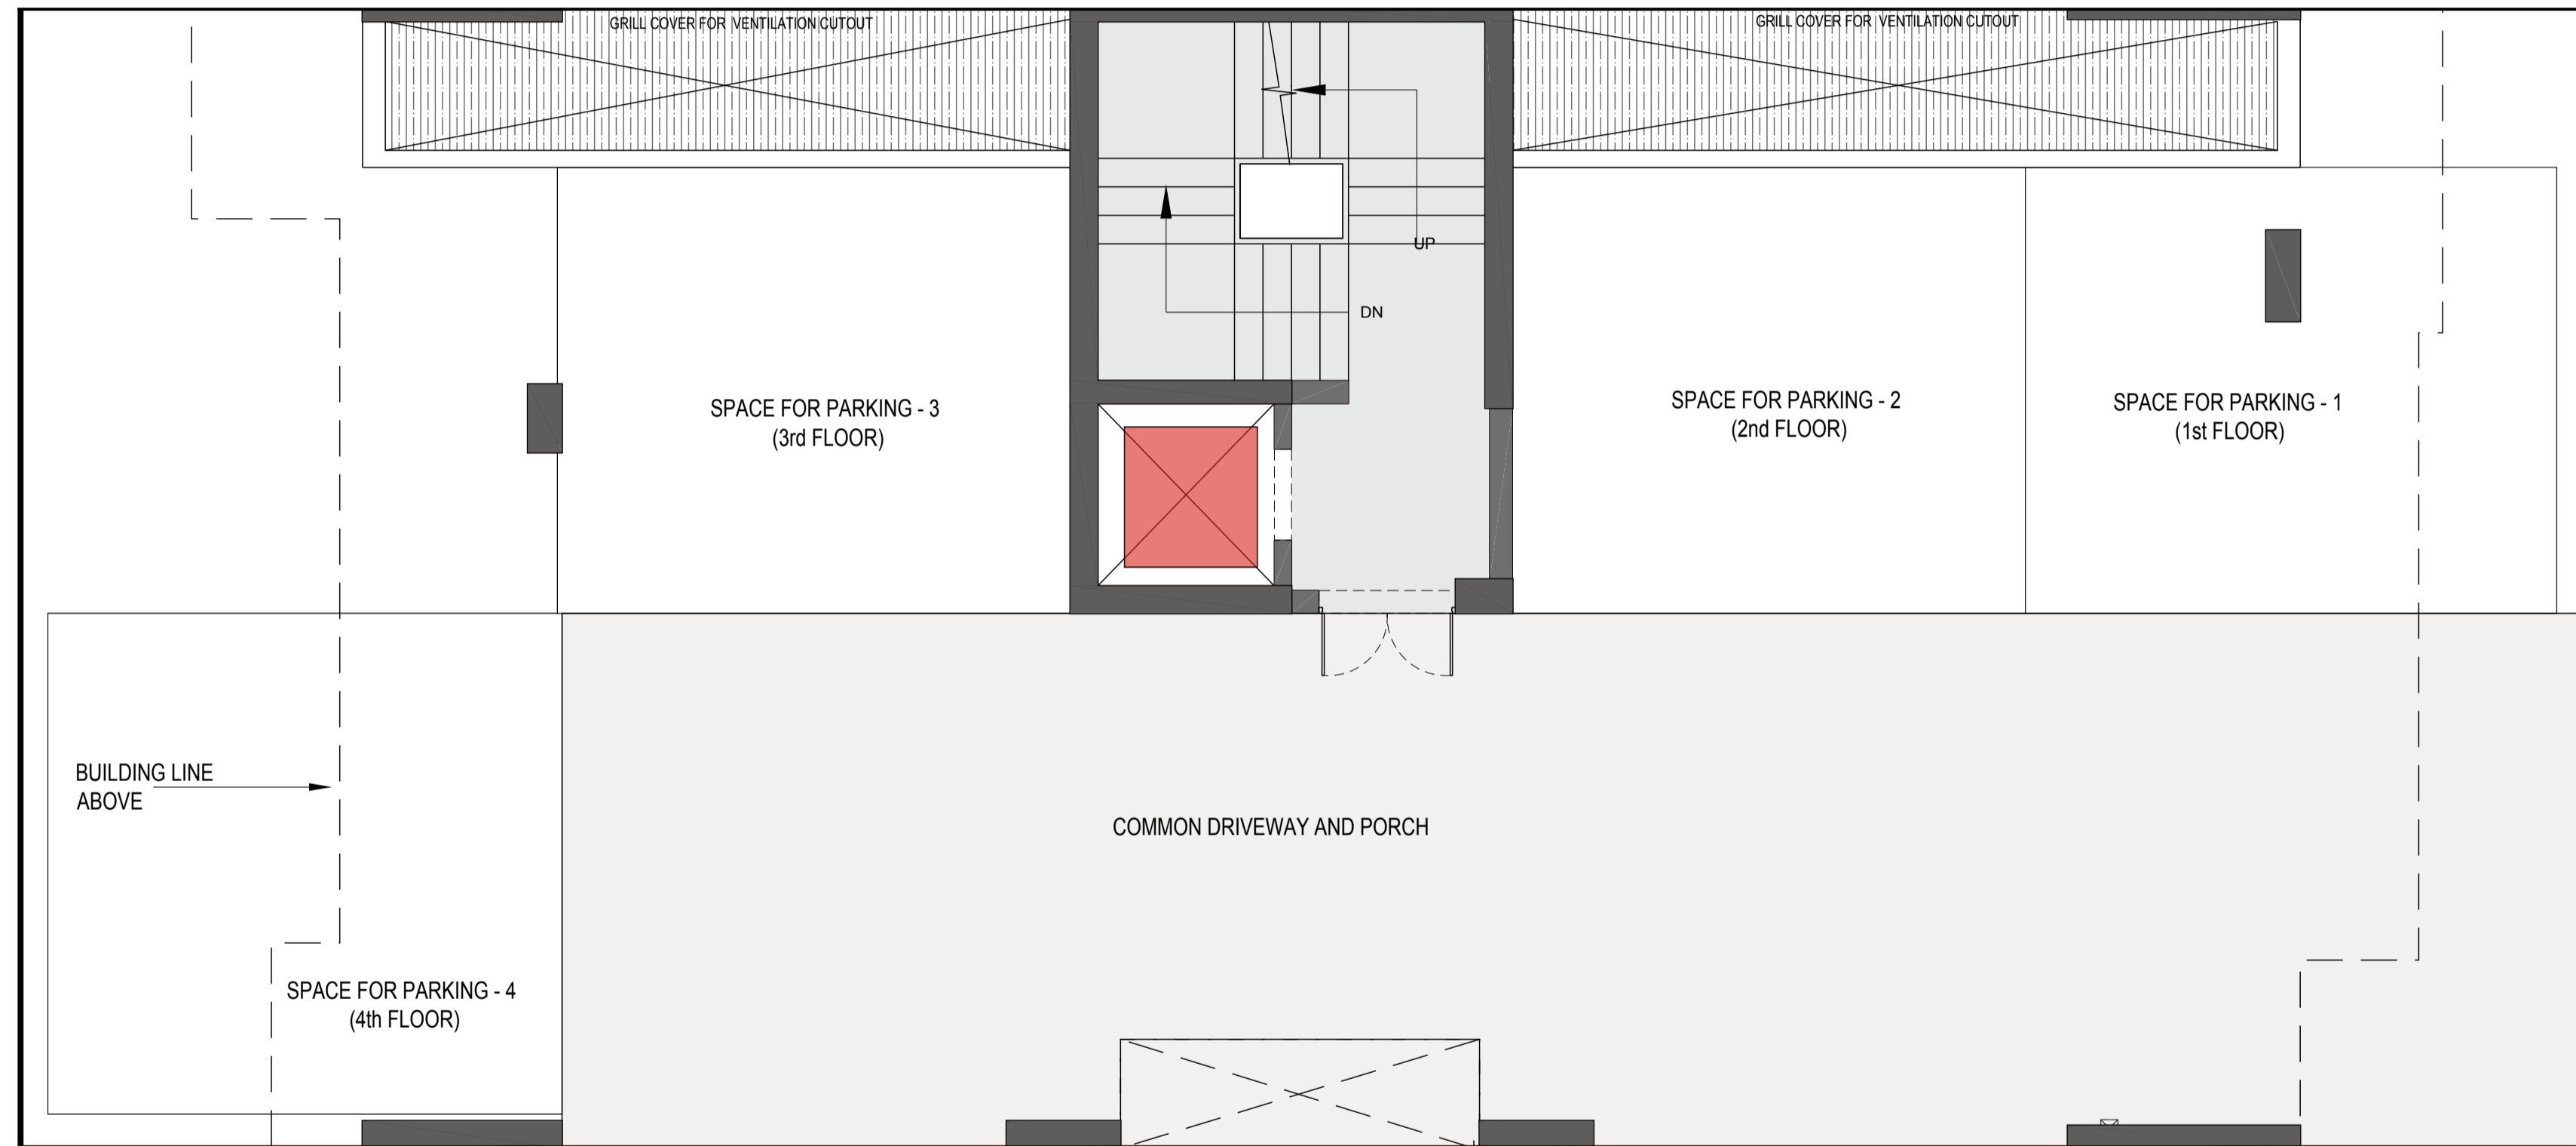 GRILL COVER FOR VENTILATION CUTOUT
GRILL COVER FOR VENTILATION CUTOUT
UP
DN
SPACE FOR PARKING - 3
(3rd FLOOR)
SPACE FOR PARKING - 2
(2nd FLOOR)
SPACE FOR PARKING - 1
(1st FLOOR)
BUILDING LINE
ABOVE
COMMON DRIVEWAY AND PORCH
SPACE FOR PARKING - 4
(4th FLOOR)